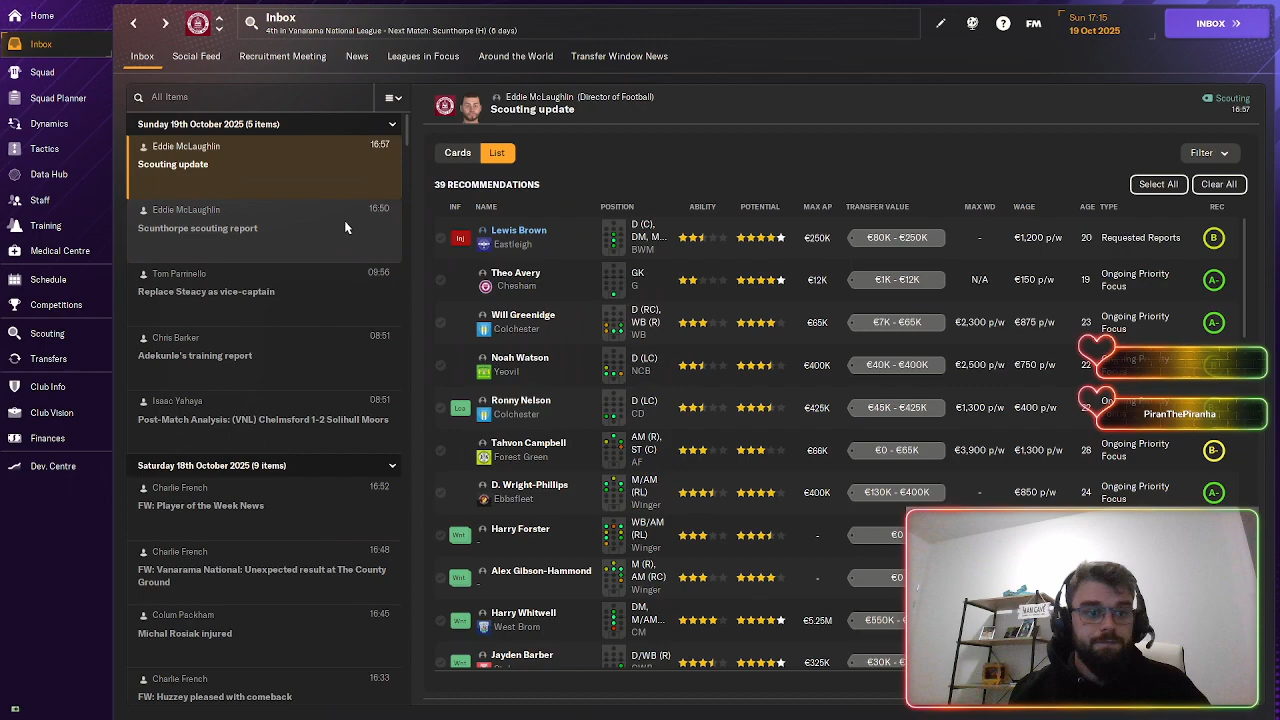 Home
Inbox
Squad
Squad Planner
Dynamics
Tactics
Data Hub
Staff
Training
Medical Centre
Schedule
Competitions
Scouting
Transfers
Club Info
Club Vision
Finances
Dev. Centre
Inbox
4th in Vanarama National League - Next Match: Scunthorpe (H) (6 days)
FM
Sun 17:15
19 Oct 2025
INBOX
Inbox
Social Feed
Recruitment Meeting
News
Leagues in Focus
Around the World
Transfer Window News
All Items
Sunday 19th October 2025 (5 items)
Eddie McLaughlin 16:57
Scouting update
Eddie McLaughlin 16:50
Scunthorpe scouting report
Tom Parrinello 09:56
Replace Steacy as vice-captain
Chris Barker 08:51
Adekunle's training report
Isaac Yahaya 08:51
Post-Match Analysis: (VNL) Chelmsford 1-2 Solihull Moors
Saturday 18th October 2025 (9 items)
Charlie French 16:52
FW: Player of the Week News
Charlie French 16:48
FW: Vanarama National: Unexpected result at The County
Ground
Colum Packham 16:45
Michal Rosiak injured
Charlie French 16:33
FW: Huzzey pleased with comeback
Eddie McLaughlin (Director of Football)
Scouting update
Scouting
16:57
Cards
List
Filter
39 RECOMMENDATIONS
Select All
Clear All
INF NAME POSITION ABILITY POTENTIAL MAX AP TRANSFER VALUE MAX WD WAGE AGE TYPE REC
Inj Lewis Brown Eastleigh D (C), DM, M... BWM €250K €80K - €250K - €1,200 p/w 20 Requested Reports B
Theo Avery Chesham GK G €12K €1K - €12K N/A €150 p/w 19 Ongoing Priority Focus A-
Will Greenidge Colchester D (RC), WB (R) WB €65K €7K - €65K €2,300 p/w €875 p/w 23 Ongoing Priority Focus A-
Noah Watson Yeovil D (LC) NCB €400K €40K - €400K €2,500 p/w €750 p/w 22
Loa Ronny Nelson Colchester D (LC) CD €425K €45K - €425K €1,300 p/w €400 p/w
PiranThePiranha
Tahvon Campbell Forest Green AM (R), ST (C) AF €66K €0 - €65K €3,900 p/w €1,300 p/w 28 Ongoing Priority Focus B-
D. Wright-Phillips Ebbsfleet M/AM (RL) Winger €400K €130K - €400K - €850 p/w 24 Ongoing Priority Focus A-
Wnt Harry Forster - WB/AM (RL) Winger - €0
Wnt Alex Gibson-Hammond - M (R), AM (RC) Winger - €0
Wnt Harry Whitwell West Brom DM, M/AM... CM €5.25M €550K -
Wnt Jayden Barber D/WB (R) €325K €30K -
MAN CAVE